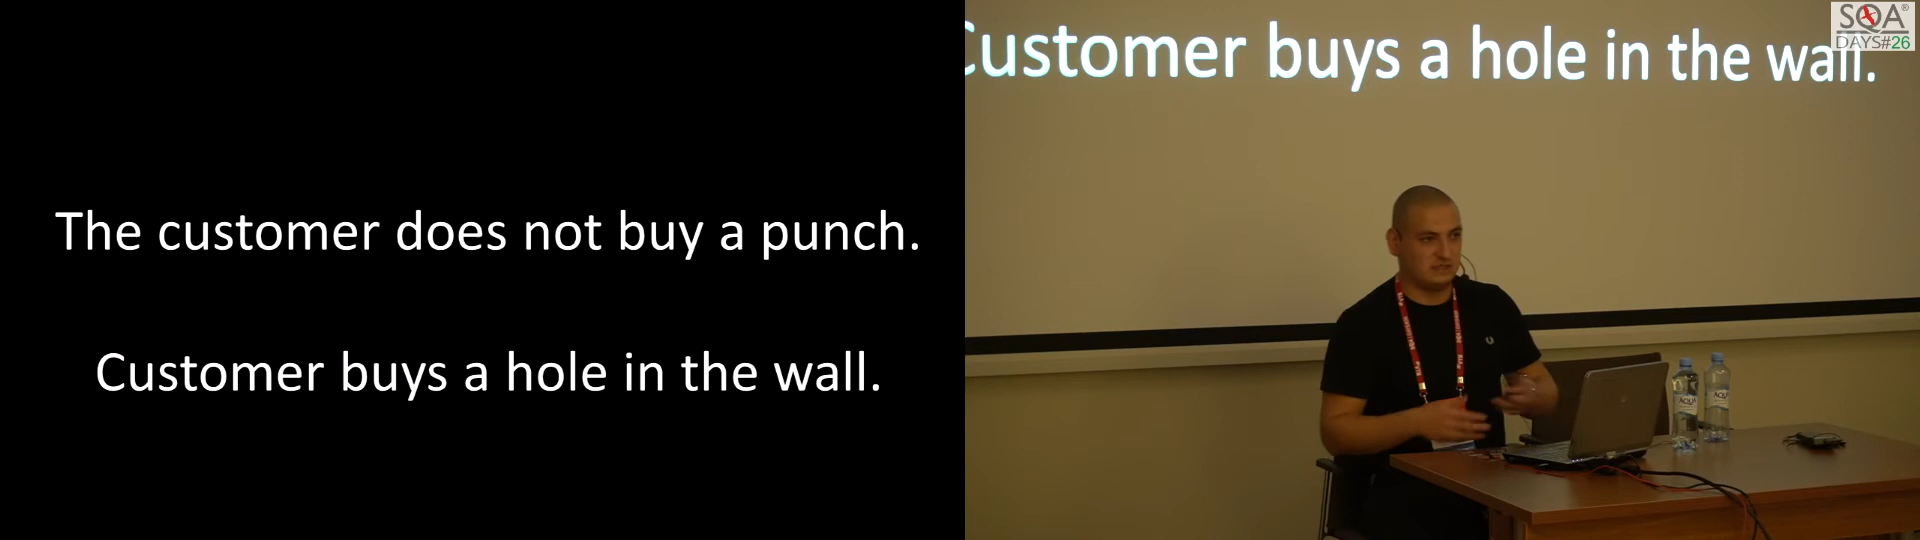 The customer does not buy a punch.
Customer buys a hole in the wall.
Customer buys a hole in the wall.
SQA®
DAYS#26
AQUA